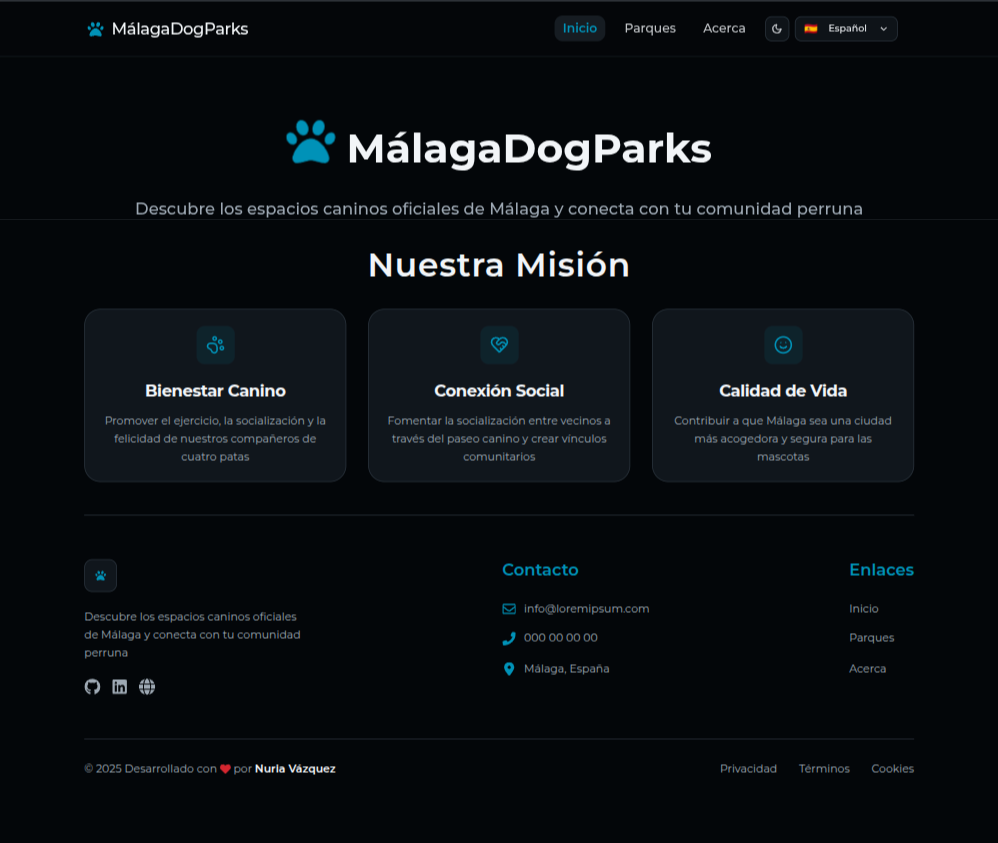 MálagaDogParks
Inicio Parques Acerca Español
MálagaDogParks
Descubre los espacios caninos oficiales de Málaga y conecta con tu comunidad perruna
Nuestra Misión
Bienestar Canino
Promover el ejercicio, la socialización y la
felicidad de nuestros compañeros de
cuatro patas
Conexión Social
Fomentar la socialización entre vecinos a
través del paseo canino y crear vínculos
comunitarios
Calidad de Vida
Contribuir a que Málaga sea una ciudad
más acogedora y segura para las
mascotas
Descubre los espacios caninos oficiales
de Málaga y conecta con tu comunidad
perruna
Contacto
info@loremipsum.com
000 00 00 00
Málaga, España
Enlaces
Inicio
Parques
Acerca
© 2025 Desarrollado con ❤ por Nuria Vázquez
Privacidad Términos Cookies